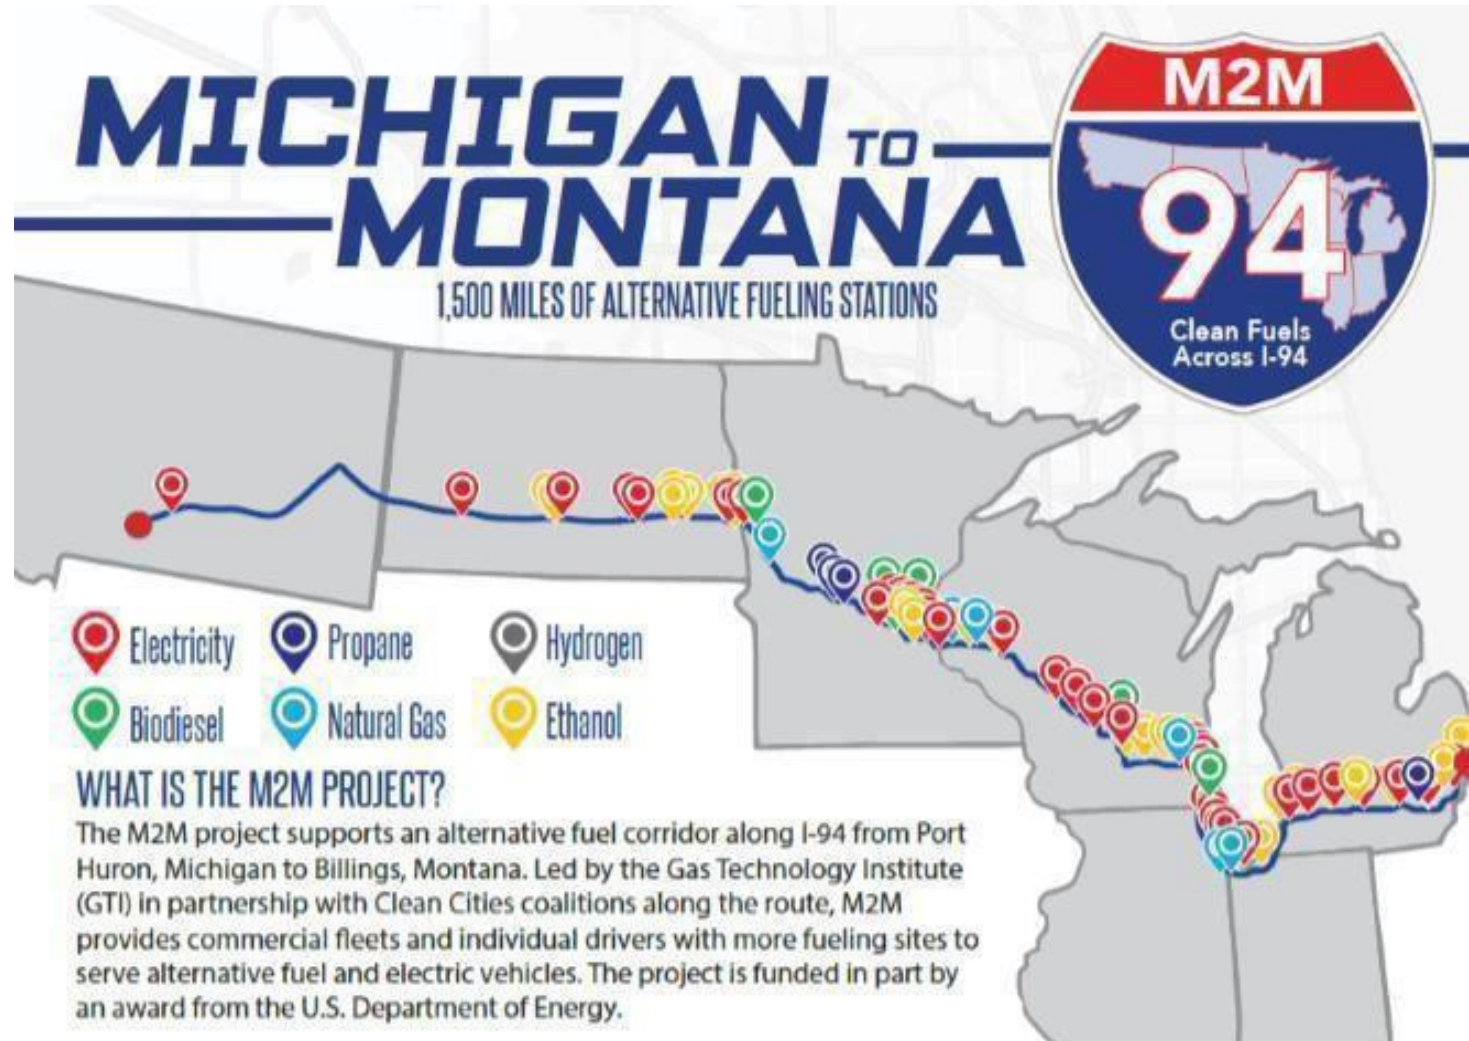 MICHIGAN TO
MONTANA
1,500 MILES OF ALTERNATIVE FUELING STATIONS
M2M
94
Clean Fuels
Across I-94
Electricity
Propane
Hydrogen
Biodiesel
Natural Gas
Ethanol
WHAT IS THE M2M PROJECT?
The M2M project supports an alternative fuel corridor along I-94 from Port
Huron, Michigan to Billings, Montana. Led by the Gas Technology Institute
(GTI) in partnership with Clean Cities coalitions along the route, M2M
provides commercial fleets and individual drivers with more fueling sites to
serve alternative fuel and electric vehicles. The project is funded in part by
an award from the U.S. Department of Energy.